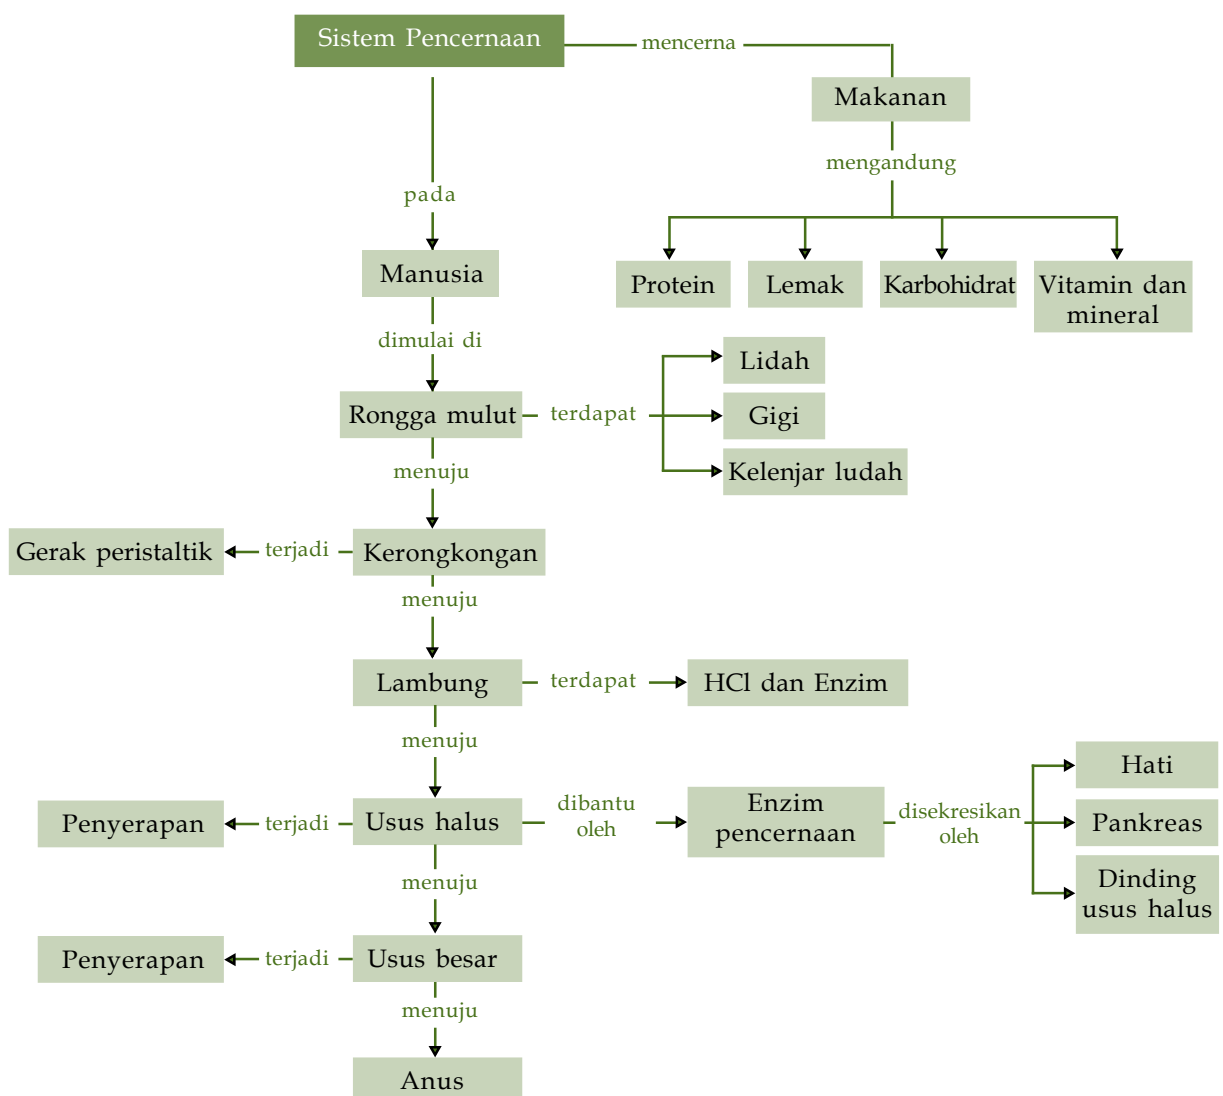 Sistem Pencernaan
mencerna
Makanan
mengandung
pada
Manusia
Protein
Lemak
Karbohidrat
Vitamin dan
mineral
dimulai di
Rongga mulut
terdapat
Lidah
Gigi
Kelenjar ludah
menuju
Gerak peristaltik
terjadi
Kerongkongan
menuju
Lambung
terdapat
HCl dan Enzim
menuju
Penyerapan
terjadi
Usus halus
dibantu
oleh
Enzim
pencernaan
disekresikan
oleh
Hati
Pankreas
Dinding
usus halus
menuju
Penyerapan
terjadi
Usus besar
menuju
Anus